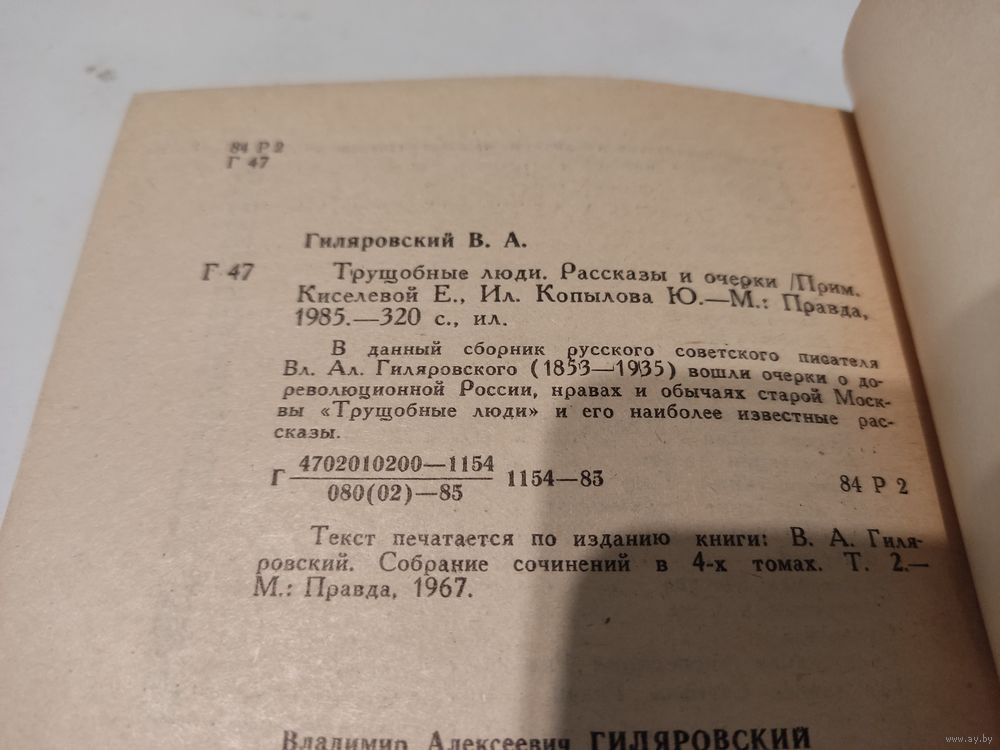 84 Р 2
Г 47
Гиляровский В. А.
Г 47 Трущобные люди. Рассказы и очерки /Прим.
Киселевой Е., Ил. Копылова Ю.—М.: Правда,
1985.—320 с., ил.
В данный сборник русского советского писателя
Вл. Ал. Гиляровского (1853—1935) вошли очерки о до-
революционной России, нравах и обычаях старой Моск-
вы «Трущобные люди» и его наиболее известные рас-
сказы.
Г 4702010200—1154
080(02)—85 1154—85
84 Р 2
Текст печатается по изданию книги: В. А. Гиля-
ровский. Собрание сочинений в 4-х томах. Т. 2.—
М.: Правда, 1967.
Владимир Алексеевич ГИЛЯРОВСКИЙ
www.ay.by